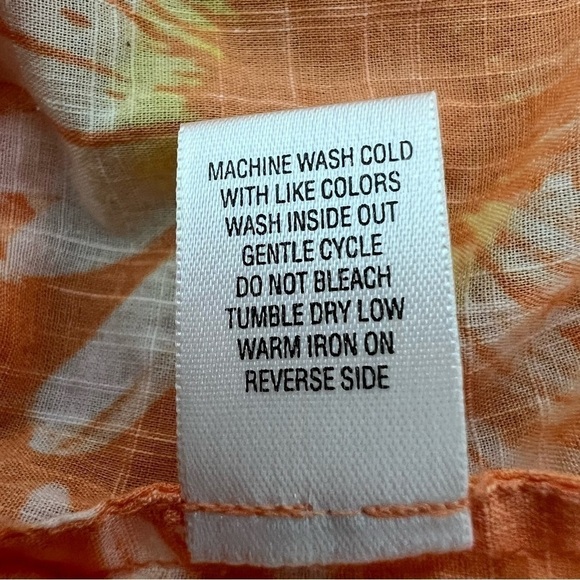 MACHINE WASH COLD
WITH LIKE COLORS
WASH INSIDE OUT
GENTLE CYCLE
DO NOT BLEACH
TUMBLE DRY LOW
WARM IRON ON
REVERSE SIDE